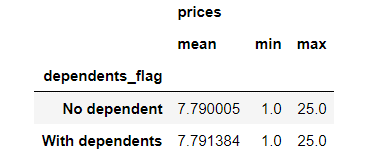 prices
mean min max
dependents_flag
No dependent 7.790005 1.0 25.0
With dependents 7.791384 1.0 25.0